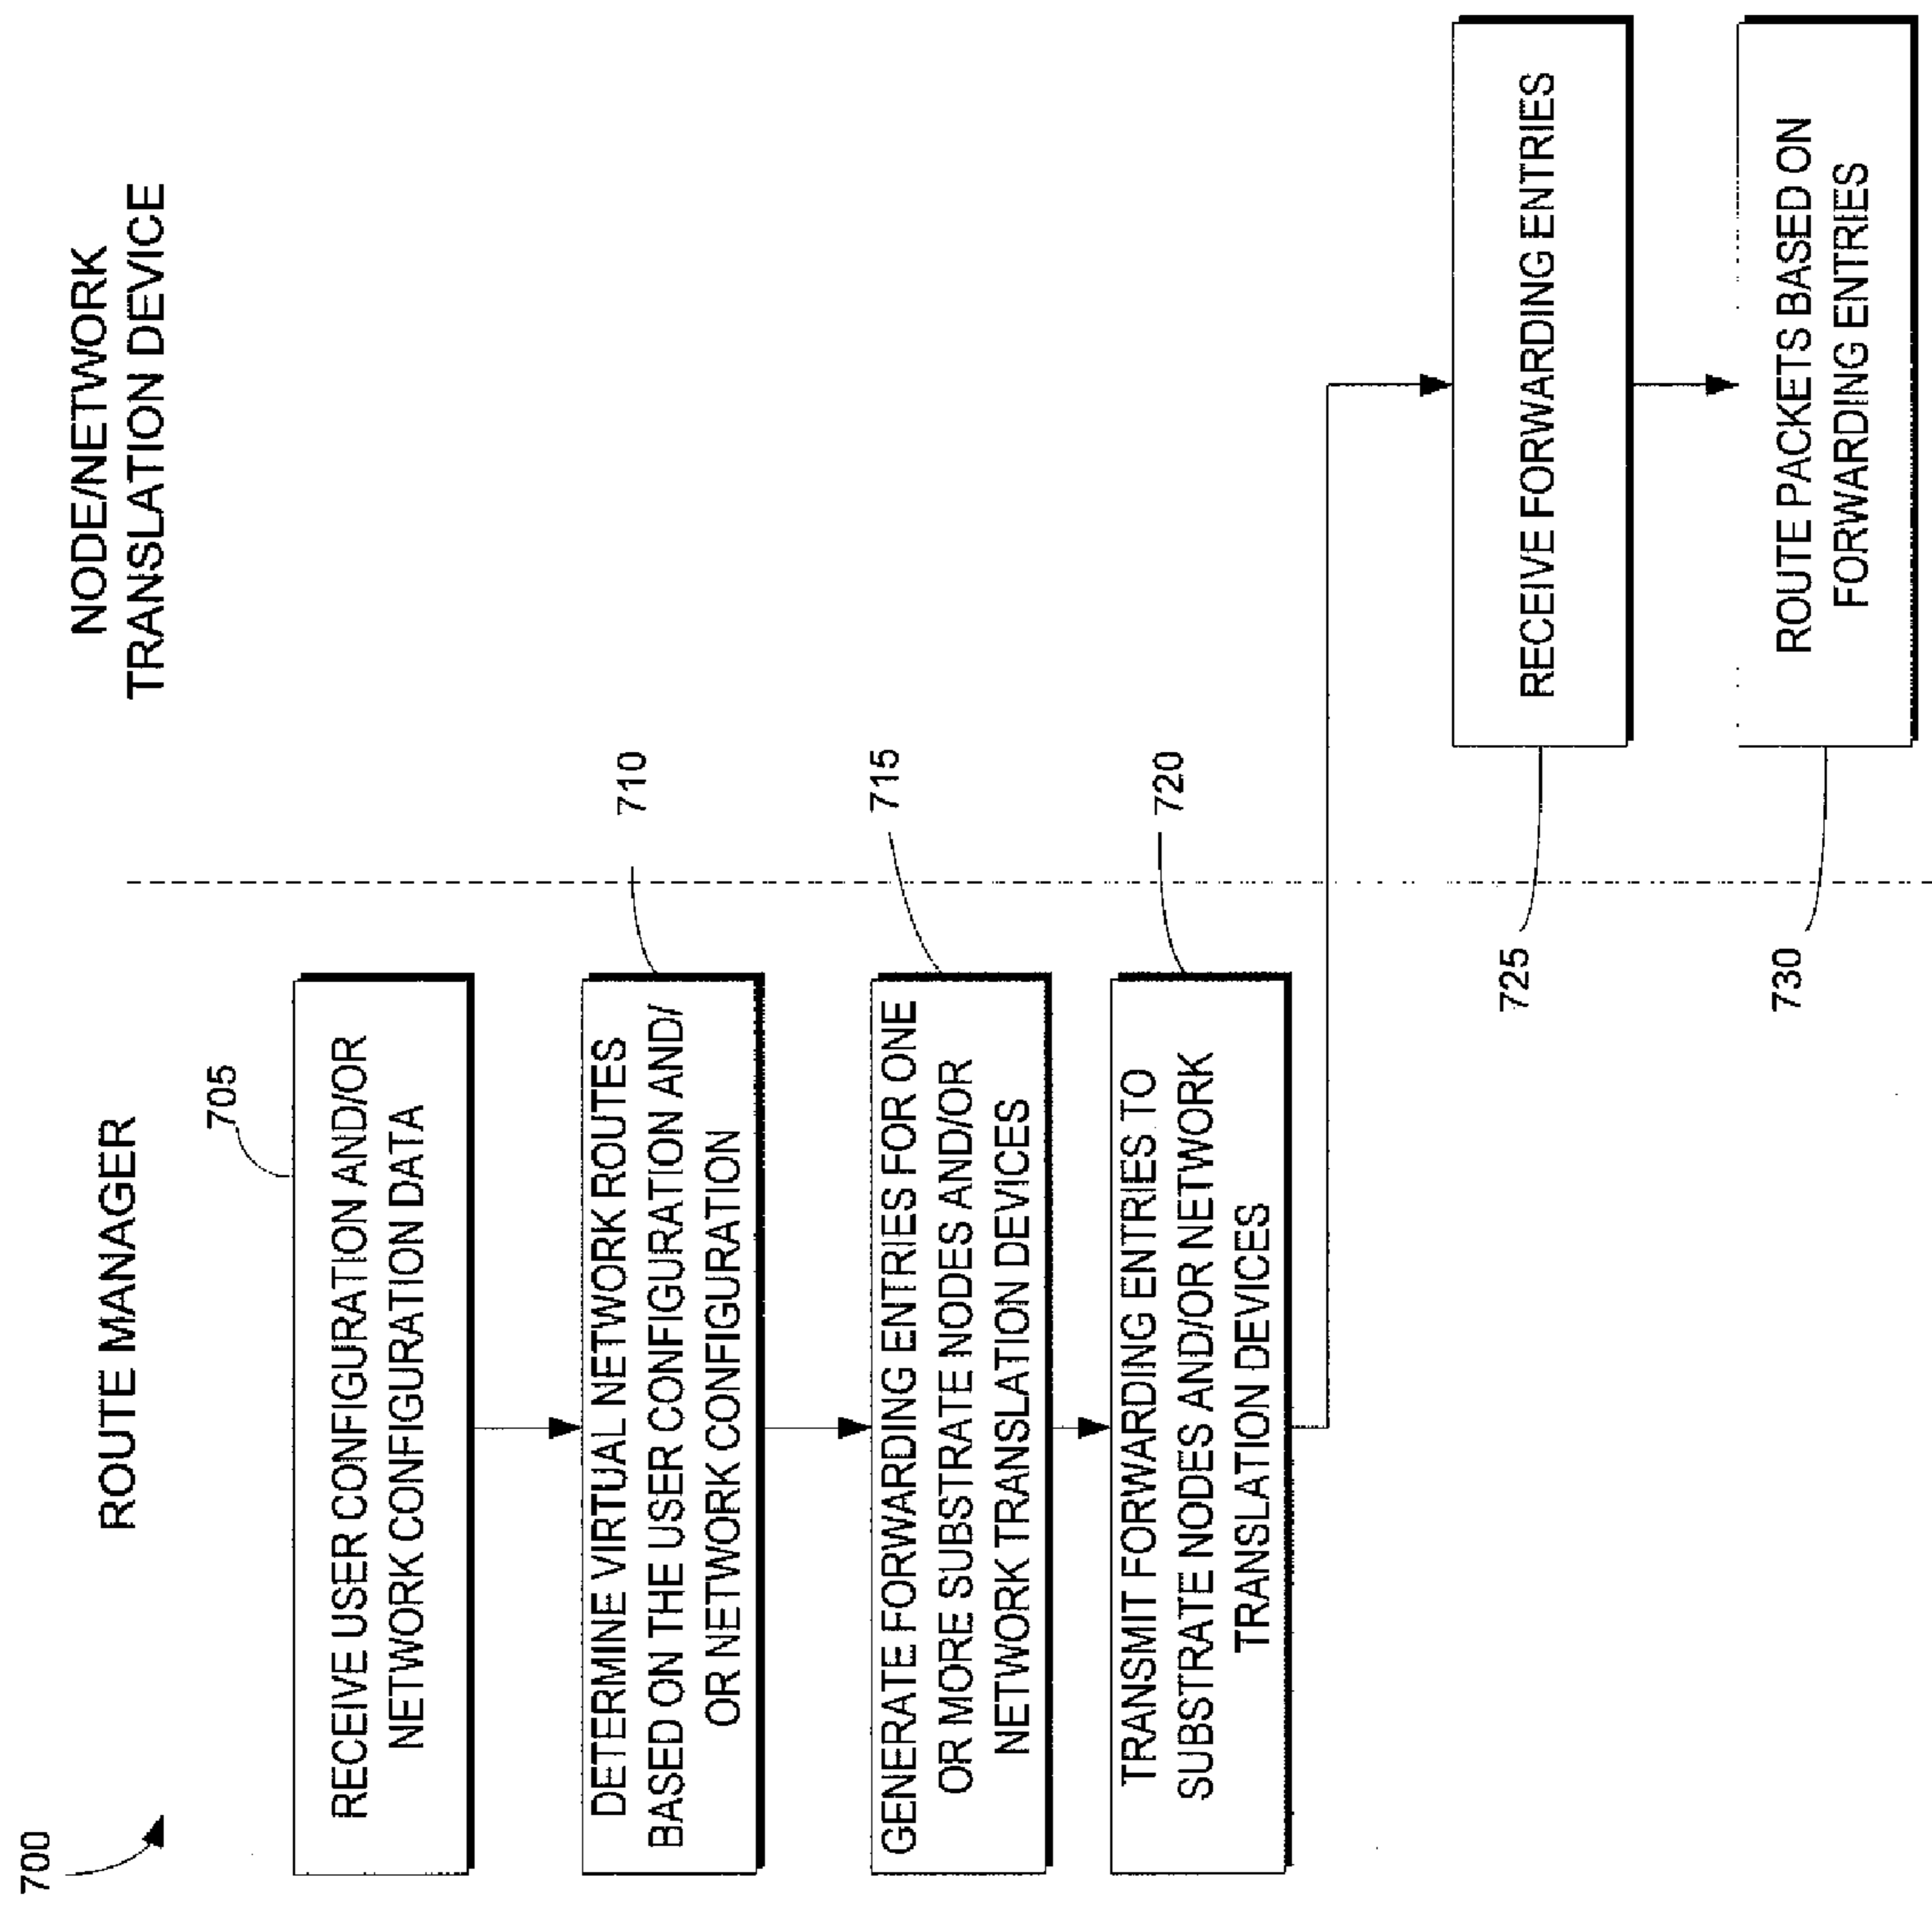 700
ROUTE MANAGER
NODE/NETWORK
TRANSLATION DEVICE
705
RECEIVE USER CONFIGURATION AND/OR
NETWORK CONFIGURATION DATA
710
DETERMINE VIRTUAL NETWORK ROUTES
BASED ON THE USER CONFIGURATION AND/
OR NETWORK CONFIGURATION
715
GENERATE FORWARDING ENTRIES FOR ONE
OR MORE SUBSTRATE NODES AND/OR
NETWORK TRANSLATION DEVICES
720
TRANSMIT FORWARDING ENTRIES TO
SUBSTRATE NODES AND/OR NETWORK
TRANSLATION DEVICES
725
RECEIVE FORWARDING ENTRIES
730
ROUTE PACKETS BASED ON
FORWARDING ENTRIES